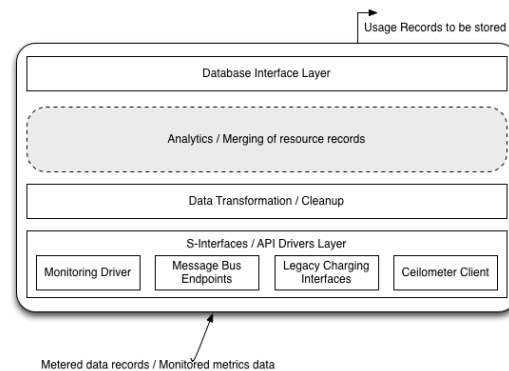 Usage Records to be stored
Database Interface Layer
Analytics / Merging of resource records
Data Transformation / Cleanup
S-Interfaces / API Drivers Layer
Monitoring Driver
Message Bus
Endpoints
Legacy Charging
Interfaces
Ceilometer Client
Metered data records / Monitored metrics data